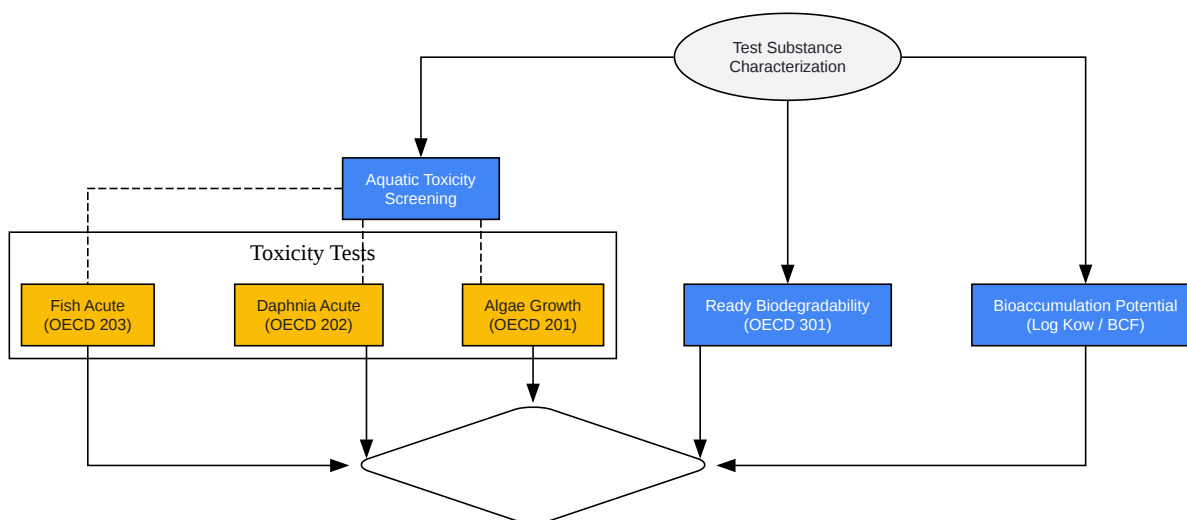 Test Substance
Characterization
Aquatic Toxicity
Screening
Toxicity Tests
Fish Acute
(OECD 203)
Daphnia Acute
(OECD 202)
Algae Growth
(OECD 201)
Ready Biodegradability
(OECD 301)
Bioaccumulation Potential
(Log Kow / BCF)